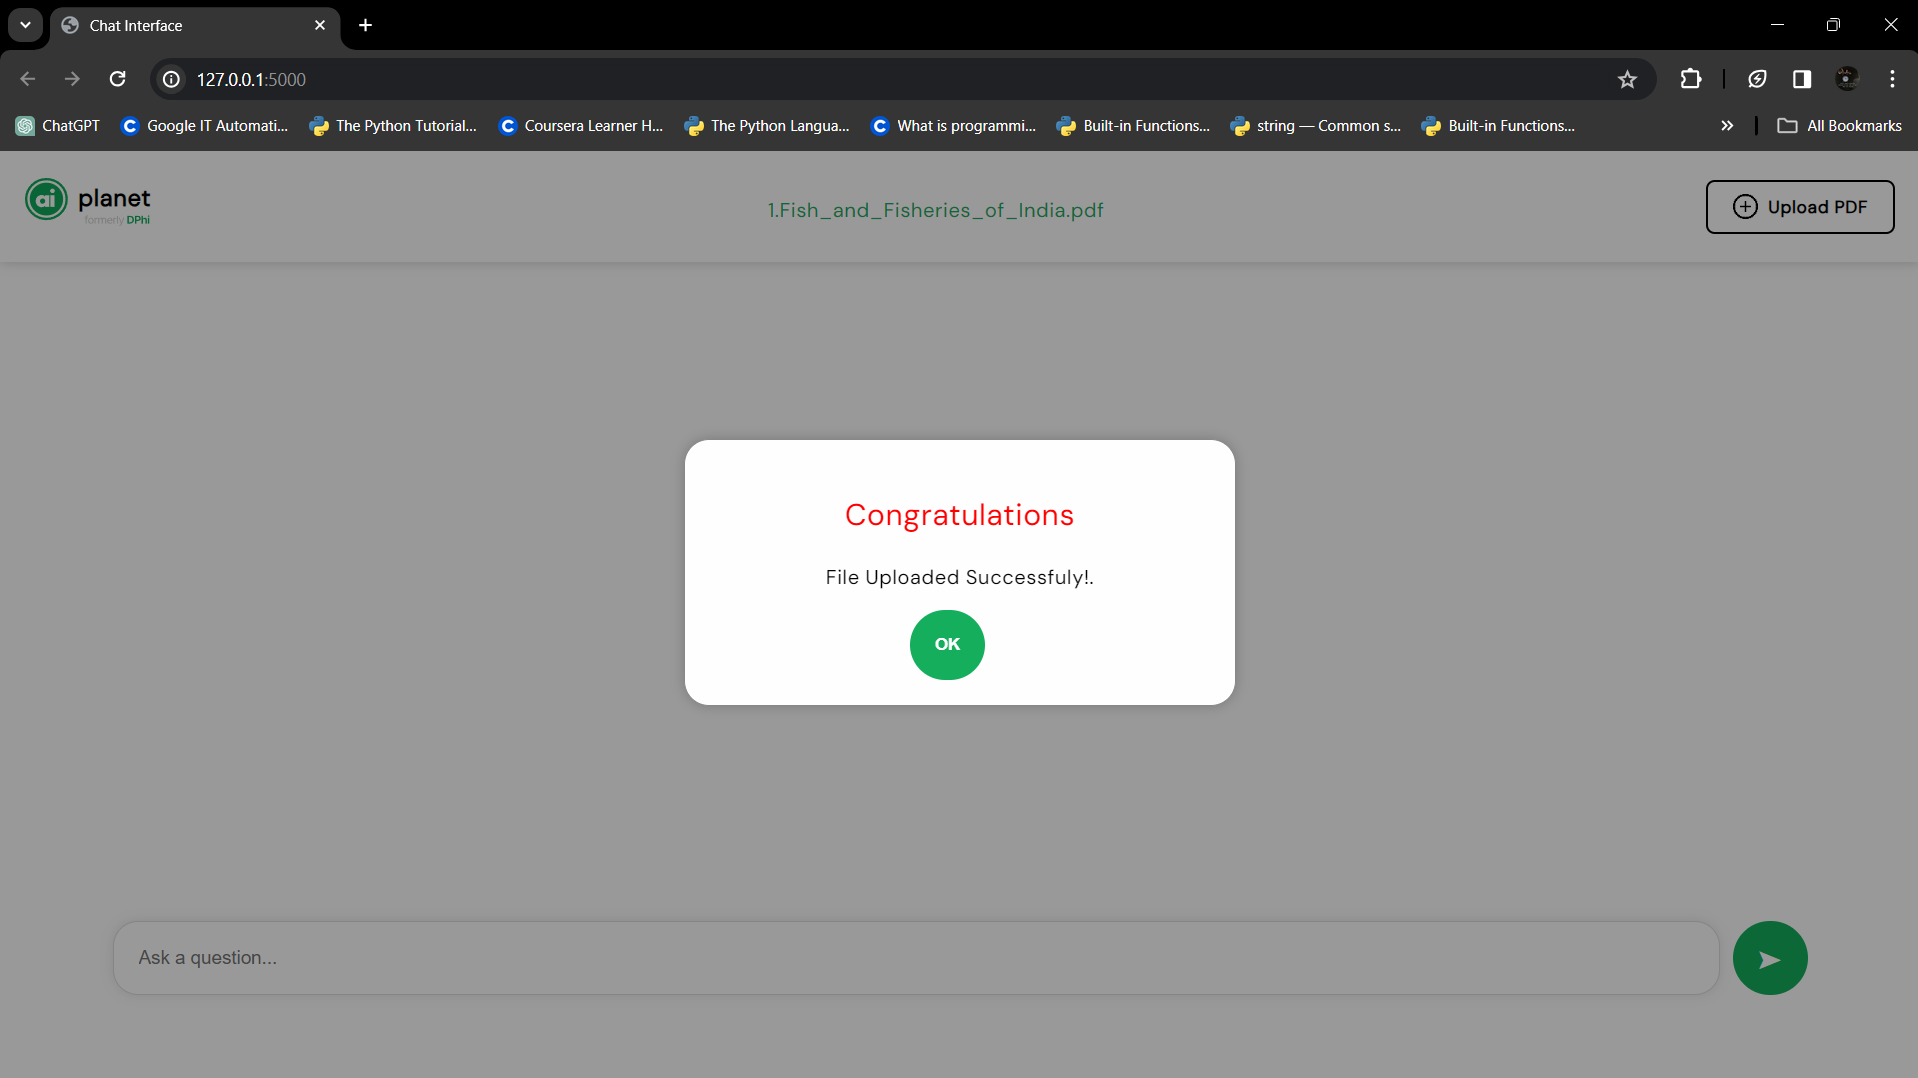 Chat Interface
127.0.0.1:5000
ChatGPT
Google IT Automati...
The Python Tutorial...
Coursera Learner H...
The Python Langua...
What is programmi...
Built-in Functions...
string — Common s...
Built-in Functions...
All Bookmarks
ai planet
formerly DPhi
1.Fish_and_Fisheries_of_India.pdf
Upload PDF
Congratulations
File Uploaded Successfuly!.
OK
Ask a question...